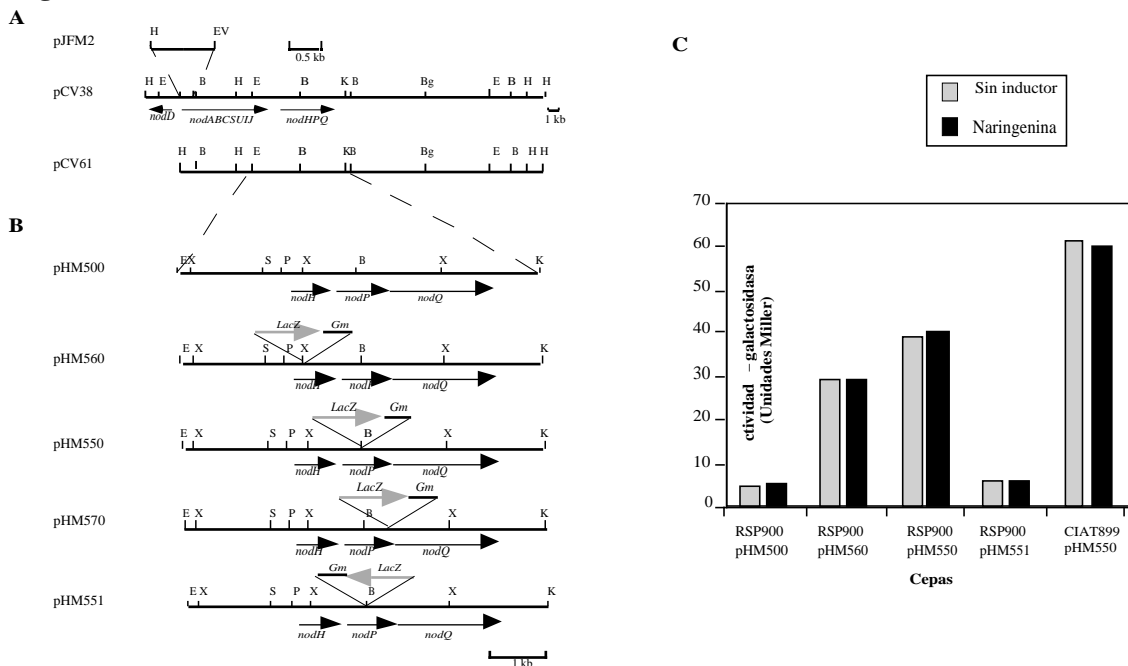 A
pJFM2
H EV
0.5 kb
pCV38
H E B H E B K B Bg E B H H
nodD nodABCSUIJ nodHPQ
1 kb
pCV61
H B H E B K B Bg E B H H
B
pHM500
E X S P X B X K
nodH nodP nodQ
LacZ Gm
pHM560
E X S P X B X K
nodH nodP nodQ
LacZ Gm
pHM550
E X S P X B X K
nodH nodP nodQ
LacZ Gm
pHM570
E X S P X B X K
nodH nodP nodQ
Gm LacZ
pHM551
E X S P X B X K
nodH nodP nodQ
1 kb
C
Sin inductor
Naringenina
ctividad –galactosidasa
(Unidades Miller)
70
60
50
40
30
20
10
0
RSP900 RSP900 RSP900 RSP900 CIAT899
pHM500 pHM560 pHM550 pHM551 pHM550
Cepas